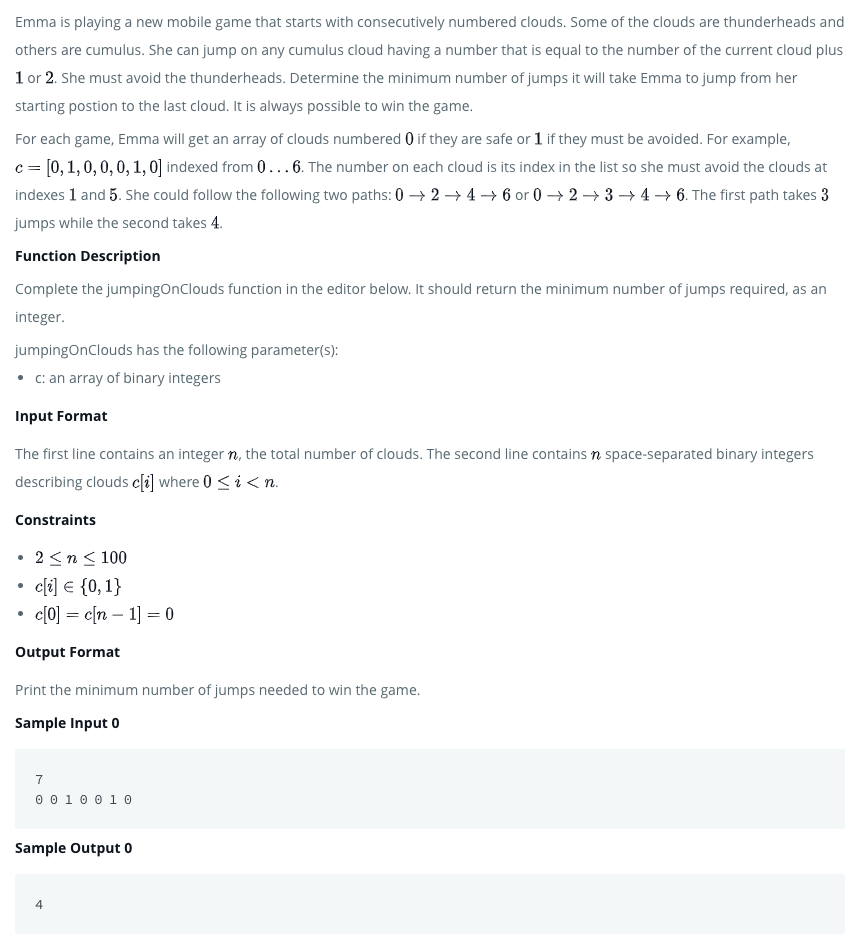 Emma is playing a new mobile game that starts with consecutively numbered clouds. Some of the clouds are thunderheads and
others are cumulus. She can jump on any cumulus cloud having a number that is equal to the number of the current cloud plus
1 or 2. She must avoid the thunderheads. Determine the minimum number of jumps it will take Emma to jump from her
starting postion to the last cloud. It is always possible to win the game.
For each game, Emma will get an array of clouds numbered 0 if they are safe or 1 if they must be avoided. For example,
c = [0, 1, 0, 0, 0, 1, 0] indexed from 0 . . . 6. The number on each cloud is its index in the list so she must avoid the clouds at
indexes 1 and 5. She could follow the following two paths: 0 → 2 → 4 → 6 or 0 → 2 → 3 → 4 → 6. The first path takes 3
jumps while the second takes 4.
Function Description
Complete the jumpingOnClouds function in the editor below. It should return the minimum number of jumps required, as an
integer.
jumpingOnClouds has the following parameter(s):
• c: an array of binary integers
Input Format
The first line contains an integer n, the total number of clouds. The second line contains n space-separated binary integers
describing clouds c[i] where 0 ≤ i < n.
Constraints
• 2 ≤ n ≤ 100
• c[i] ∈ {0, 1}
• c[0] = c[n − 1] = 0
Output Format
Print the minimum number of jumps needed to win the game.
Sample Input 0
7
0 0 1 0 0 1 0
Sample Output 0
4